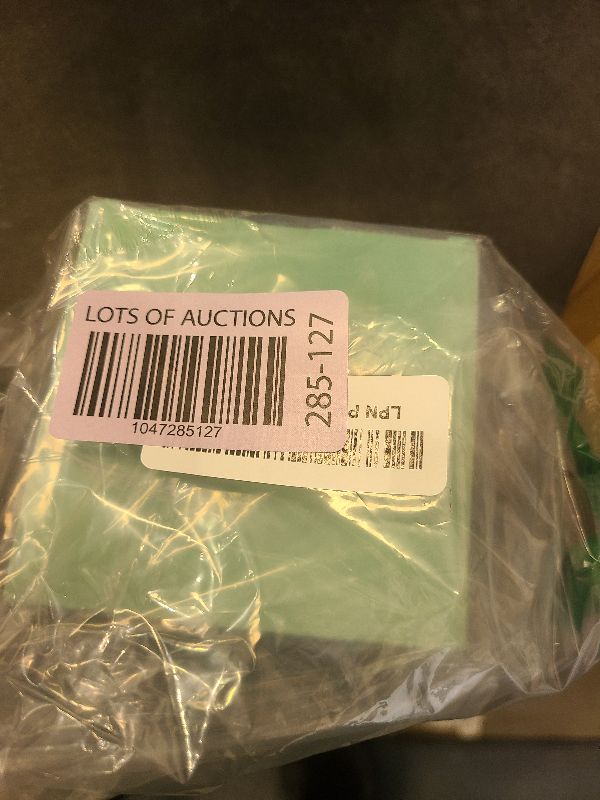 LOTS OF AUCTIONS
1047285127
285-127
LPN P